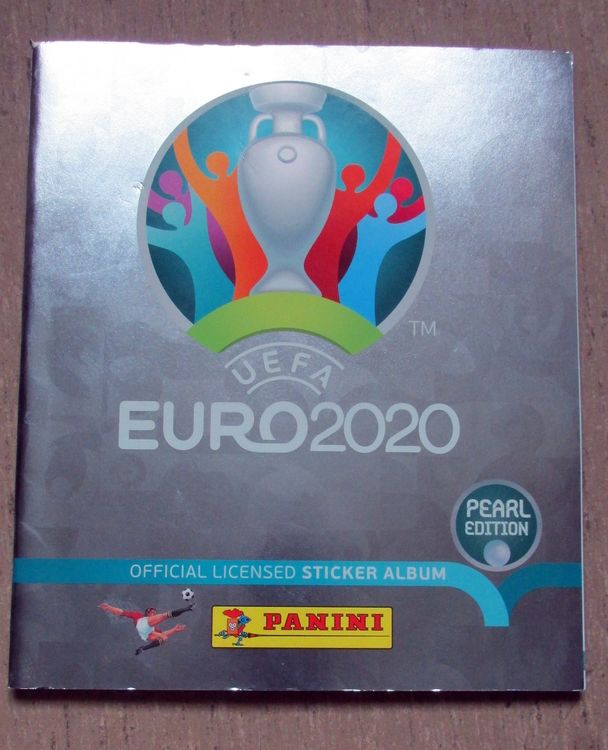 TM
UEFA
EURO2020
PEARL
EDITION
OFFICIAL LICENSED STICKER ALBUM
PANINI